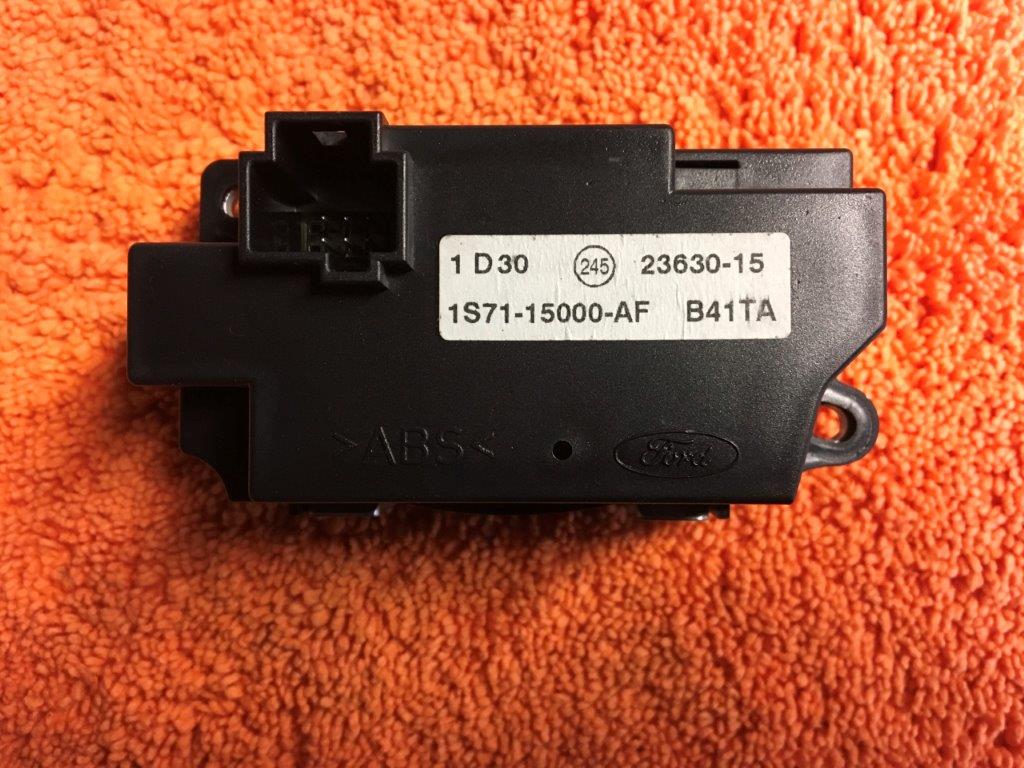 1 D30 245 23630-15
1S71-15000-AF B41TA
>ABS<
Ford